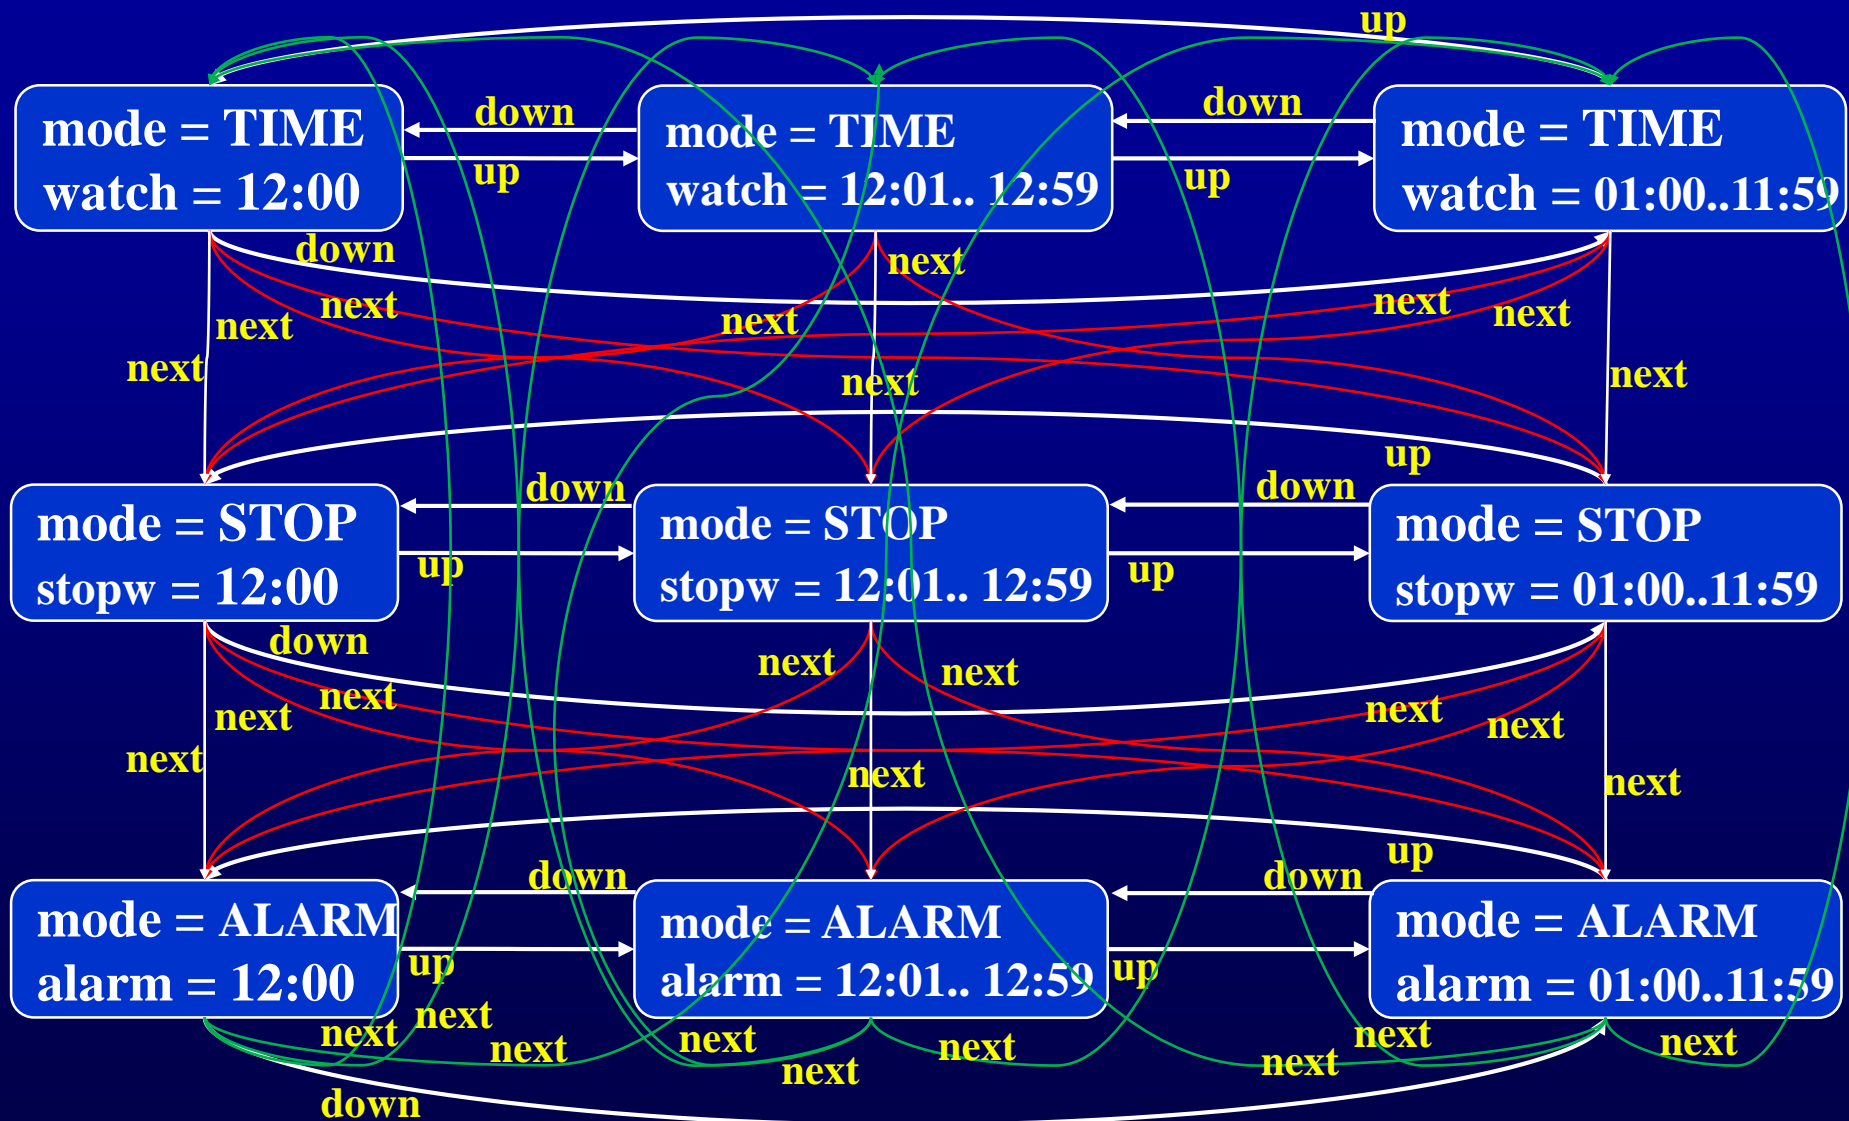 up
mode = TIME
watch = 12:00
down
up
mode = TIME
watch = 12:01.. 12:59
down
up
mode = TIME
watch = 01:00..11:59
down
next
next
next
next
next
next
next
next
next
up
mode = STOP
stopw = 12:00
down
up
mode = STOP
stopw = 12:01.. 12:59
down
up
mode = STOP
stopw = 01:00..11:59
down
next
next
next
next
next
next
next
next
next
up
mode = ALARM
alarm = 12:00
down
up
mode = ALARM
alarm = 12:01.. 12:59
down
up
mode = ALARM
alarm = 01:00..11:59
next
next
next
next
next
next
next
next
next
down